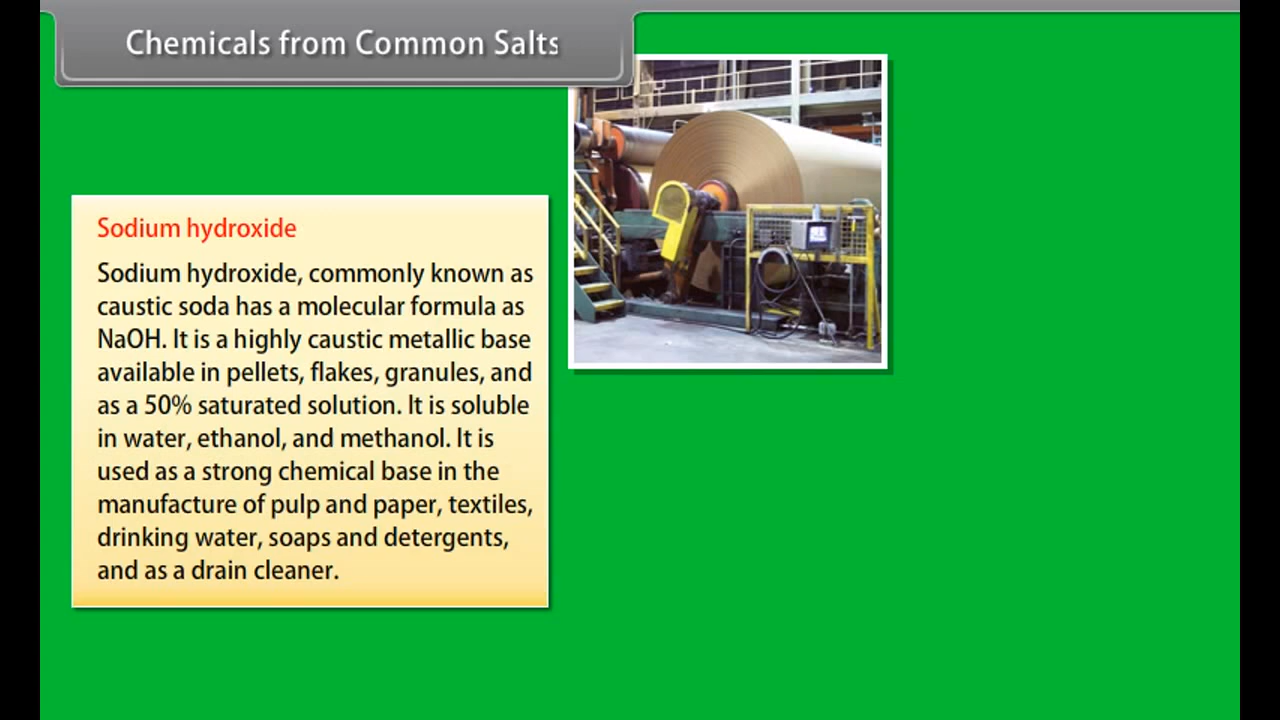 Chemicals from Common Salts
Sodium hydroxide
Sodium hydroxide, commonly known as
caustic soda has a molecular formula as
NaOH. It is a highly caustic metallic base
available in pellets, flakes, granules, and
as a 50% saturated solution. It is soluble
in water, ethanol, and methanol. It is
used as a strong chemical base in the
manufacture of pulp and paper, textiles,
drinking water, soaps and detergents,
and as a drain cleaner.